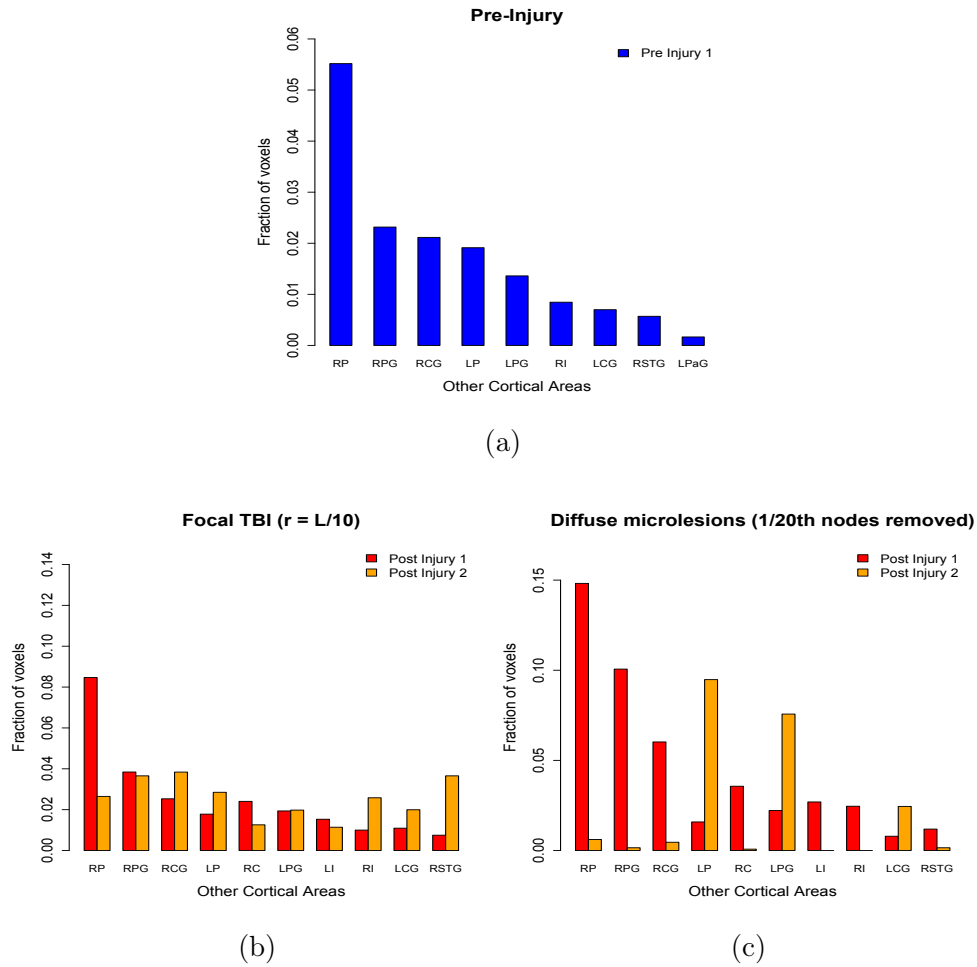 Pre-Injury
Pre Injury 1
0.00 0.01 0.02 0.03 0.04 0.05 0.06
Fraction of voxels
RP RPG RCG LP LPG RI LCG RSTG LPaG
Other Cortical Areas
(a)
Focal TBI (r = L/10)
Post Injury 1
Post Injury 2
0.00 0.02 0.04 0.06 0.08 0.10 0.12 0.14
Fraction of voxels
RP RPG RCG LP RC LPG LI RI LCG RSTG
Other Cortical Areas
(b)
Diffuse microlesions (1/20th nodes removed)
Post Injury 1
Post Injury 2
0.00 0.05 0.10 0.15
Fraction of voxels
RP RPG RCG LP RC LPG LI RI LCG RSTG
Other Cortical Areas
(c)